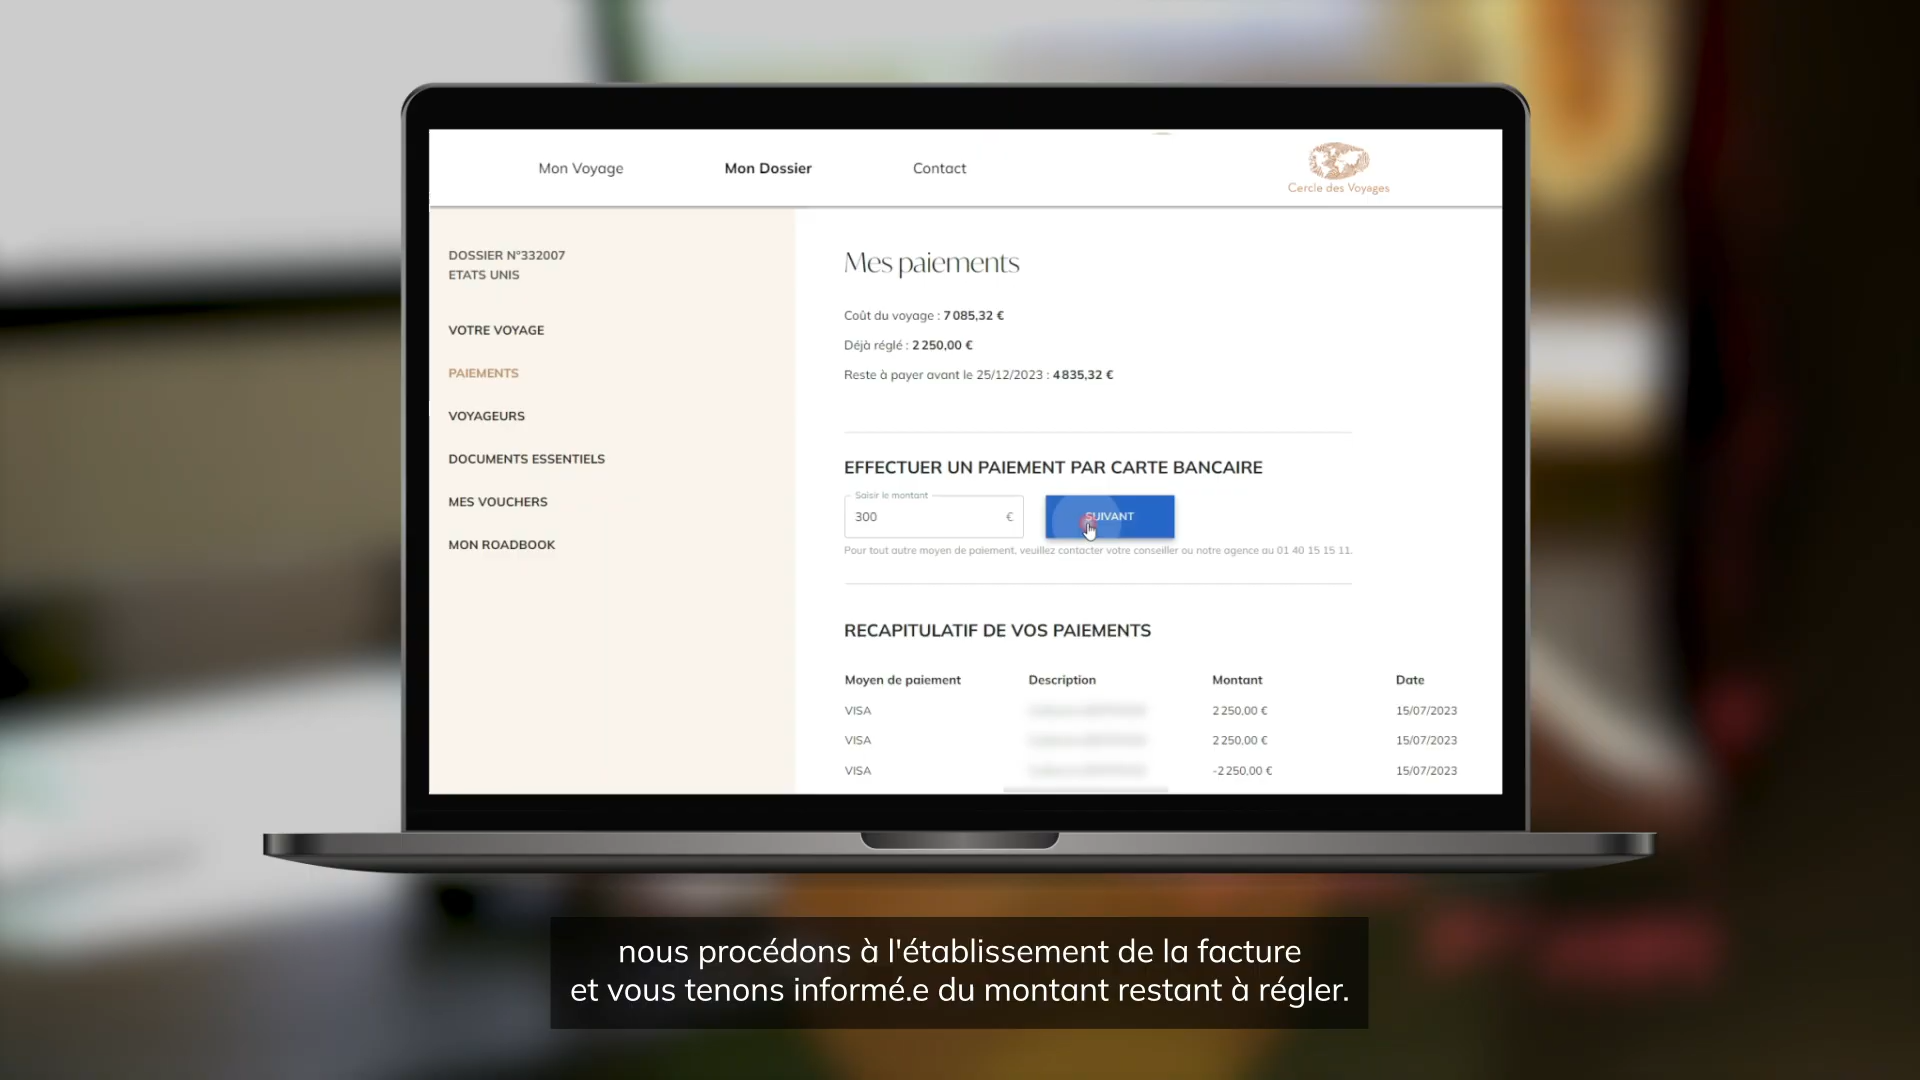 Mon Voyage
Mon Dossier
Contact
Cercle des Voyages
DOSSIER N°332007
ETATS UNIS
VOTRE VOYAGE
PAIEMENTS
VOYAGEURS
DOCUMENTS ESSENTIELS
MES VOUCHERS
MON ROADBOOK
Mes paiements
Coût du voyage : 7 085,32 €
Déjà réglé : 2 250,00 €
Reste à payer avant le 25/12/2023 : 4 835,32 €
EFFECTUER UN PAIEMENT PAR CARTE BANCAIRE
Saisir le montant
300 €
SUIVANT
Pour tout autre moyen de paiement, veuillez contacter votre conseiller ou notre agence au 01 40 15 15 11.
RECAPITULATIF DE VOS PAIEMENTS
Moyen de paiement Description Montant Date
VISA 2 250,00 € 15/07/2023
VISA 2 250,00 € 15/07/2023
VISA -2 250,00 € 15/07/2023
nous procédons à l'établissement de la facture
et vous tenons informé.e du montant restant à régler.